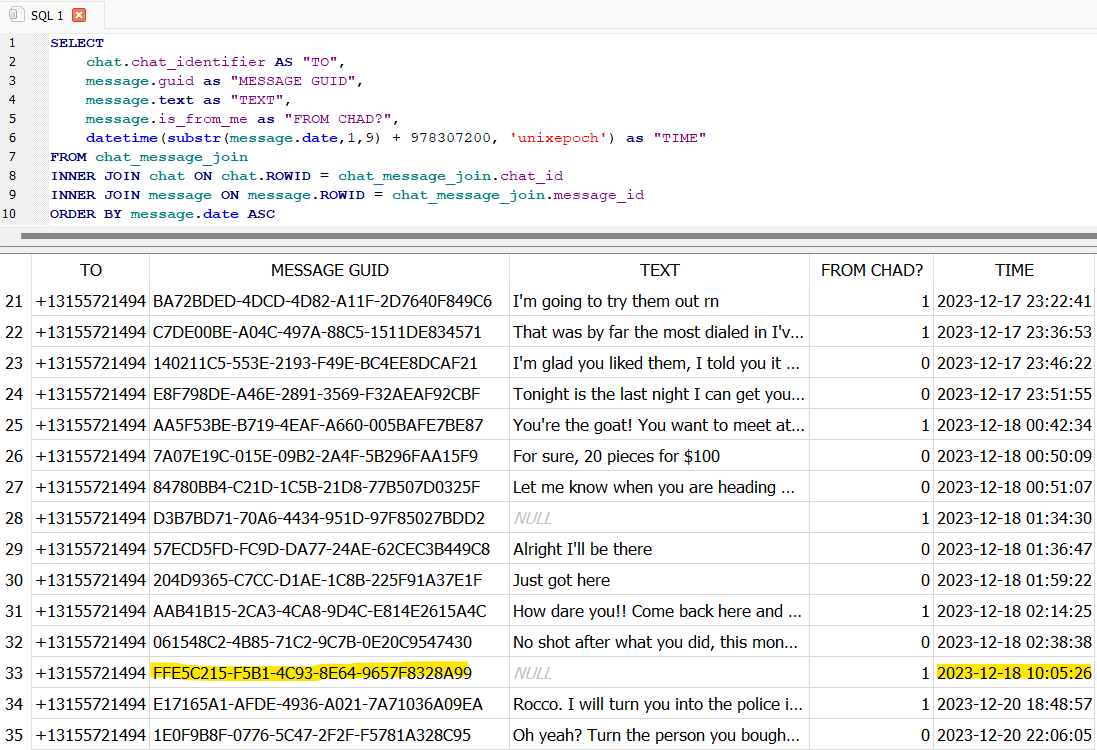 SQL 1
1 SELECT
2 chat.chat_identifier AS "TO",
3 message.guid as "MESSAGE GUID",
4 message.text as "TEXT",
5 message.is_from_me as "FROM CHAD?",
6 datetime(substr(message.date,1,9) + 978307200, 'unixepoch') as "TIME"
7 FROM chat_message_join
8 INNER JOIN chat ON chat.ROWID = chat_message_join.chat_id
9 INNER JOIN message ON message.ROWID = chat_message_join.message_id
10 ORDER BY message.date ASC
TO MESSAGE GUID TEXT FROM CHAD? TIME
21 +13155721494 BA72BDED-4DCD-4D82-A11F-2D7640F849C6 I'm going to try them out rn 1 2023-12-17 23:22:41
22 +13155721494 C7DE00BE-A04C-497A-88C5-1511DE834571 That was by far the most dialed in I'v... 1 2023-12-17 23:36:53
23 +13155721494 140211C5-553E-2193-F49E-BC4EE8DCAF21 I'm glad you liked them, I told you it ... 0 2023-12-17 23:46:22
24 +13155721494 E8F798DE-A46E-2891-3569-F32AEAF92CBF Tonight is the last night I can get you... 0 2023-12-17 23:51:55
25 +13155721494 AA5F53BE-B719-4EAF-A660-005BAFE7BE87 You're the goat! You want to meet at... 1 2023-12-18 00:42:34
26 +13155721494 7A07E19C-015E-09B2-2A4F-5B296FAA15F9 For sure, 20 pieces for $100 0 2023-12-18 00:50:09
27 +13155721494 84780BB4-C21D-1C5B-21D8-77B507D0325F Let me know when you are heading ... 0 2023-12-18 00:51:07
28 +13155721494 D3B7BD71-70A6-4434-951D-97F85027BDD2 NULL 1 2023-12-18 01:34:30
29 +13155721494 57ECD5FD-FC9D-DA77-24AE-62CEC3B449C8 Alright I'll be there 0 2023-12-18 01:36:47
30 +13155721494 204D9365-C7CC-D1AE-1C8B-225F91A37E1F Just got here 0 2023-12-18 01:59:22
31 +13155721494 AAB41B15-2CA3-4CA8-9D4C-E814E2615A4C How dare you!! Come back here and ... 1 2023-12-18 02:14:25
32 +13155721494 061548C2-4B85-71C2-9C7B-0E20C9547430 No shot after what you did, this mon... 0 2023-12-18 02:38:38
33 +13155721494 FFE5C215-F5B1-4C93-8E64-9657F8328A99 NULL 1 2023-12-18 10:05:26
34 +13155721494 E17165A1-AFDE-4936-A021-7A71036A09EA Rocco. I will turn you into the police i... 1 2023-12-20 18:48:57
35 +13155721494 1E0F9B8F-0776-5C47-2F2F-F5781A328C95 Oh yeah? Turn the person you bough... 0 2023-12-20 22:06:05